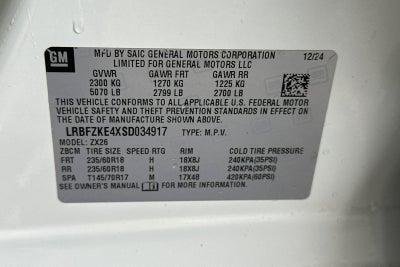 GM
MFD BY SAIC GENERAL MOTORS CORPORATION 12/24
LIMITED FOR GENERAL MOTORS LLC
GVWR GAWR FRT GAWR RR
2300 KG 1270 KG 1225 KG
5070 LB 2799 LB 2700 LB
THIS VEHICLE CONFORMS TO ALL APPLICABLE U.S. FEDERAL MOTOR
VEHICLE SAFETY AND THEFT PREVENTION STANDARDS IN EFFECT ON
THE DATE OF MANUFACTURE SHOWN ABOVE.
LRBFZKE4XSD034917 TYPE: M.P.V.
MODEL: ZX26
ZBCM TIRE SIZE SPEED RTG RIM COLD TIRE PRESSURE
FRT 235/60R18 H 18X8J 240KPA(35PSI)
RR 235/60R18 H 18X8J 240KPA(35PSI)
SPA T145/70R17 M 17X4B 420KPA(60PSI)
SEE OWNER'S MANUAL FOR MORE INFORMATION.